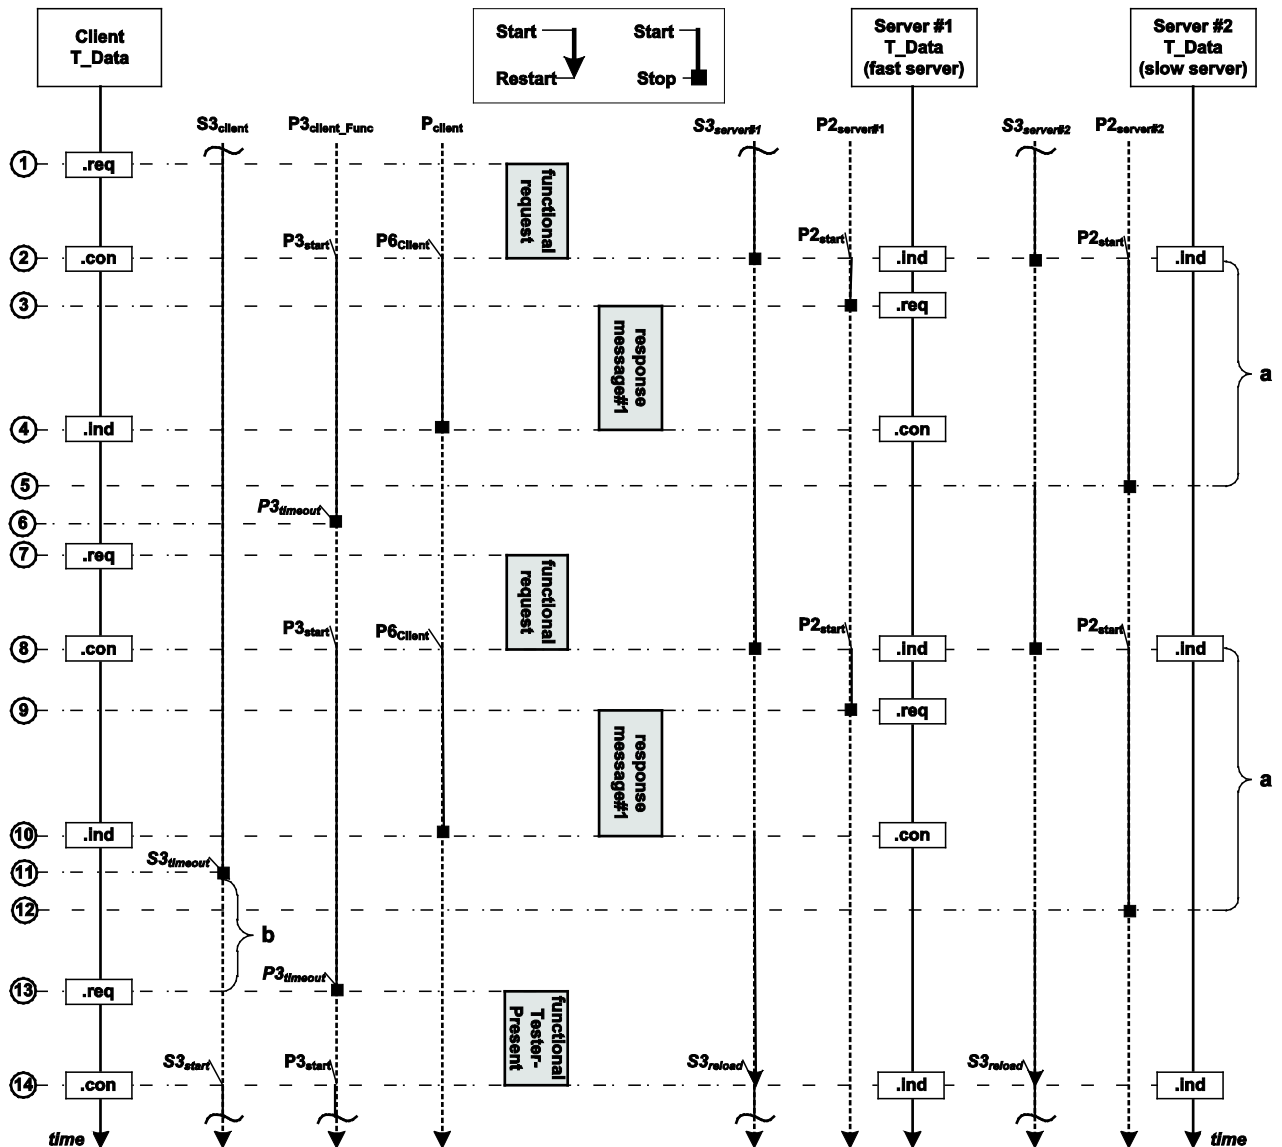 Client
T_Data
Start
Restart
Start
Stop
Server #1
T_Data
(fast server)
Server #2
T_Data
(slow server)
S3client
P3client_Func
Pclient
S3server#1
P2server#1
S3server#2
P2server#2
1
.req
functional
request
P3start
P6Client
P2start
P2start
2
.con
.Ind
.Ind
3
.req
response
message#1
a
4
.Ind
.con
5
P3timeout
6
7
.req
functional
request
P3start
P6Client
P2start
P2start
8
.con
.Ind
.Ind
9
.req
response
message#1
a
10
.Ind
.con
S3timeout
11
12
b
P3timeout
13
.req
functional
Tester-
Present
S3start
P3start
S3reload
S3reload
14
.con
.Ind
.Ind
time
time